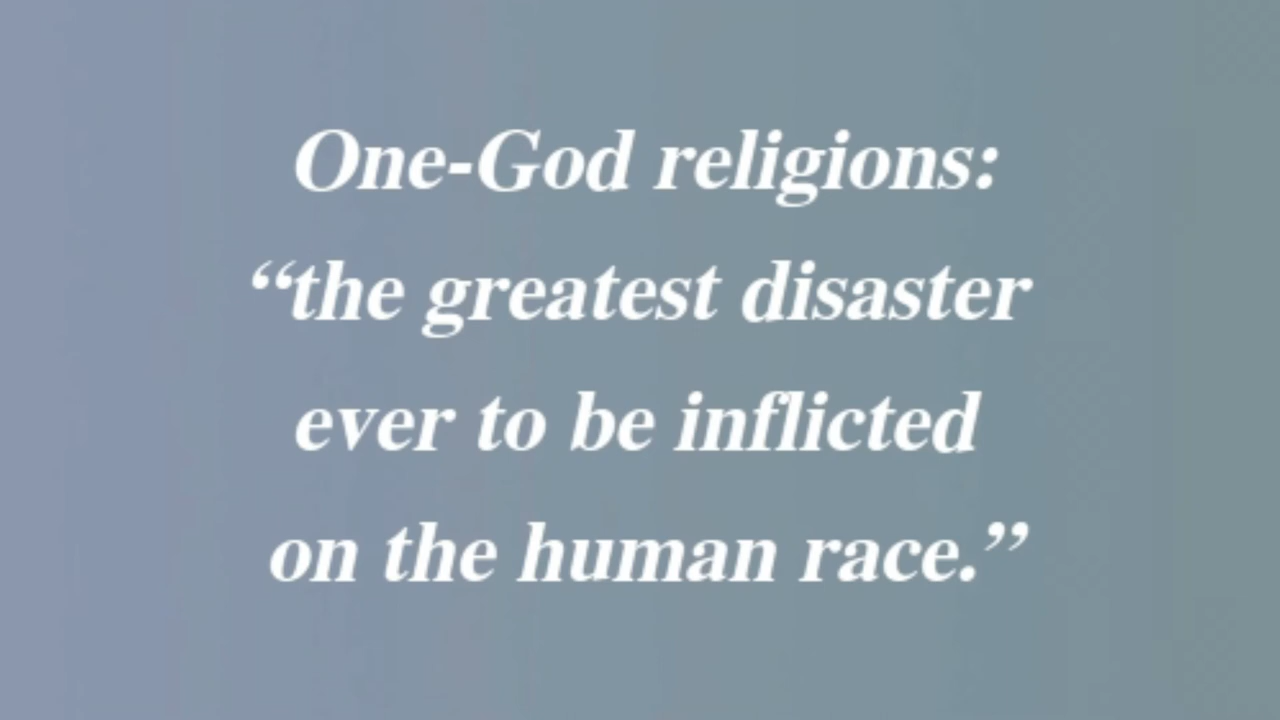 One-God religions:
“the greatest disaster
ever to be inflicted
on the human race.”